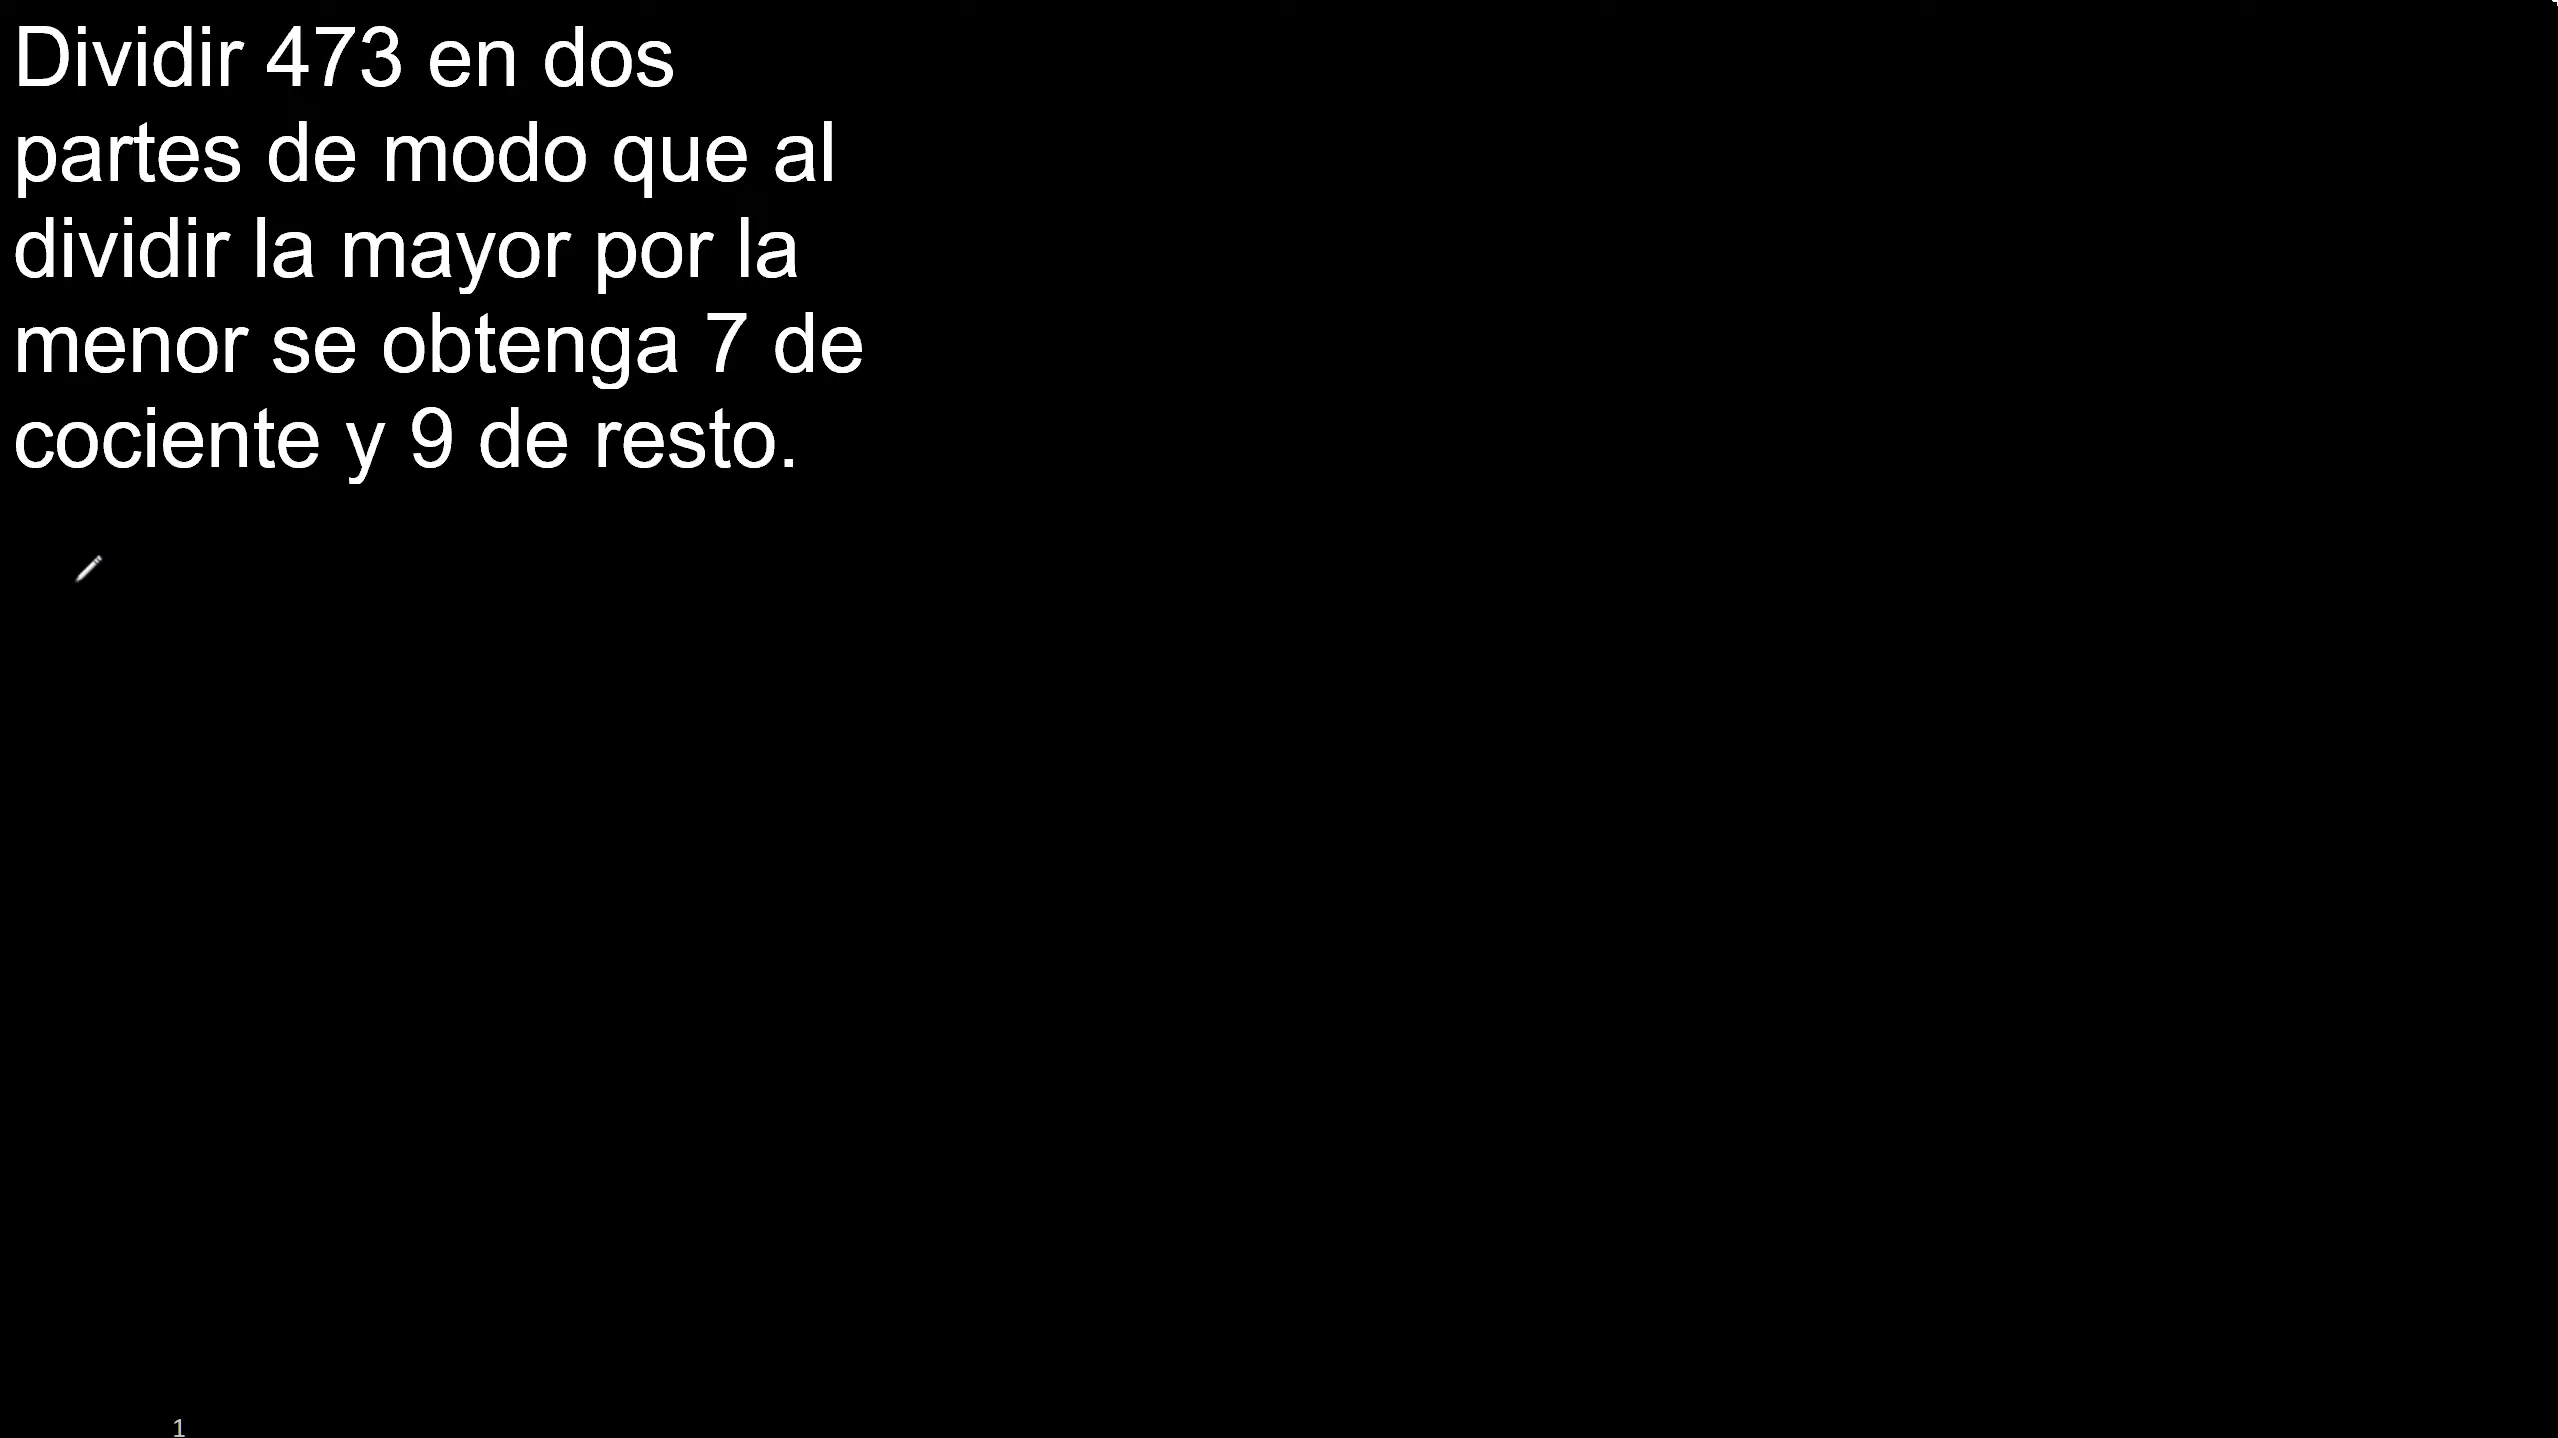 Dividir 473 en dos
partes de modo que al
dividir la mayor por la
menor se obtenga 7 de
cociente y 9 de resto.
1